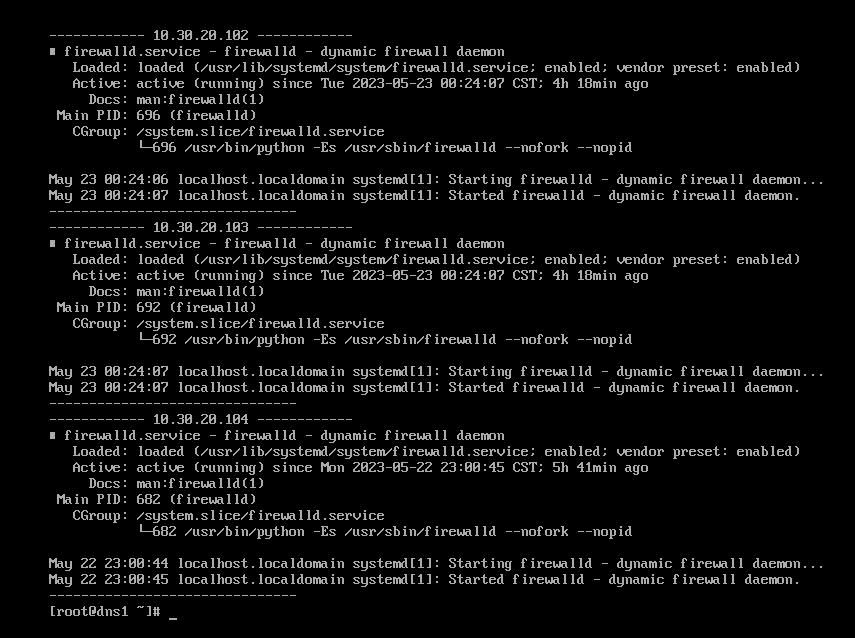 ------------ 10.30.20.102 ------------
■ firewalld.service - firewalld - dynamic firewall daemon
   Loaded: loaded (/usr/lib/systemd/system/firewalld.service; enabled; vendor preset: enabled)
   Active: active (running) since Tue 2023-05-23 00:24:07 CST; 4h 18min ago
     Docs: man:firewalld(1)
 Main PID: 696 (firewalld)
   CGroup: /system.slice/firewalld.service
           └─696 /usr/bin/python -Es /usr/sbin/firewalld --nofork --nopid

May 23 00:24:06 localhost.localdomain systemd[1]: Starting firewalld - dynamic firewall daemon...
May 23 00:24:07 localhost.localdomain systemd[1]: Started firewalld - dynamic firewall daemon.
-------------------------------
------------ 10.30.20.103 ------------
■ firewalld.service - firewalld - dynamic firewall daemon
   Loaded: loaded (/usr/lib/systemd/system/firewalld.service; enabled; vendor preset: enabled)
   Active: active (running) since Tue 2023-05-23 00:24:07 CST; 4h 18min ago
     Docs: man:firewalld(1)
 Main PID: 692 (firewalld)
   CGroup: /system.slice/firewalld.service
           └─692 /usr/bin/python -Es /usr/sbin/firewalld --nofork --nopid

May 23 00:24:07 localhost.localdomain systemd[1]: Starting firewalld - dynamic firewall daemon...
May 23 00:24:07 localhost.localdomain systemd[1]: Started firewalld - dynamic firewall daemon.
-------------------------------
------------ 10.30.20.104 ------------
■ firewalld.service - firewalld - dynamic firewall daemon
   Loaded: loaded (/usr/lib/systemd/system/firewalld.service; enabled; vendor preset: enabled)
   Active: active (running) since Mon 2023-05-22 23:00:45 CST; 5h 41min ago
     Docs: man:firewalld(1)
 Main PID: 682 (firewalld)
   CGroup: /system.slice/firewalld.service
           └─682 /usr/bin/python -Es /usr/sbin/firewalld --nofork --nopid

May 22 23:00:44 localhost.localdomain systemd[1]: Starting firewalld - dynamic firewall daemon...
May 22 23:00:45 localhost.localdomain systemd[1]: Started firewalld - dynamic firewall daemon.
-------------------------------
[root@dns1 ~]# _